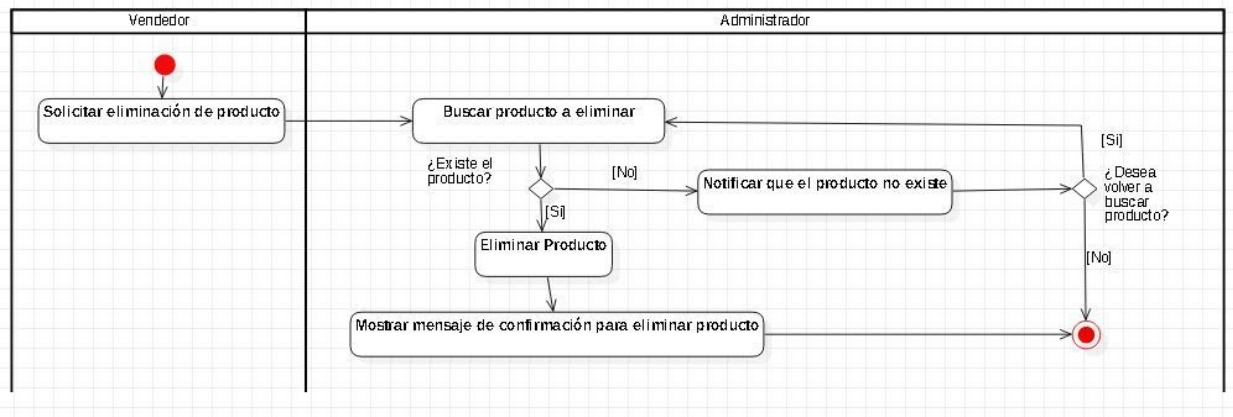 Vendedor
Administrador
Solicitar eliminación de producto
Buscar producto a eliminar
¿Existe el
producto?
[No]
Notificar que el producto no existe
[Si]
¿Desea
volver a
buscar
producto?
[Si]
Eliminar Producto
[No]
Mostrar mensaje de confirmación para eliminar producto